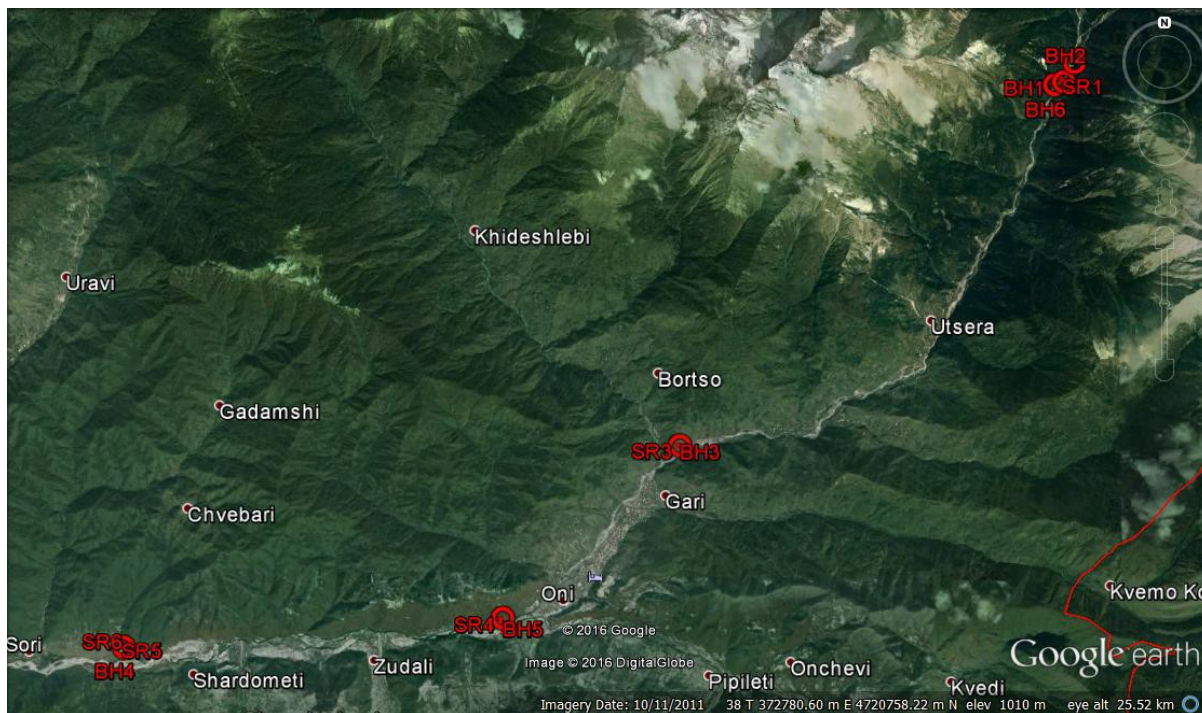 N
BH2
BH1 SR1
BH6
Khideshlebi
Uravi
Utsera
Bortso
Gadamshi
SR3 BH3
Gari
Chvebari
Oni
Kvemo Ko
SR4 BH5
© 2016 Google
Sori
SR6 SR5
BH4
Google earth
Image © 2016 DigitalGlobe
Zudali
Onchevi
Shardometi
Pipileti
Kvedi
Imagery Date: 10/11/2011 38 T 372780.60 m E 4720758.22 m N elev 1010 m eye alt 25.52 km